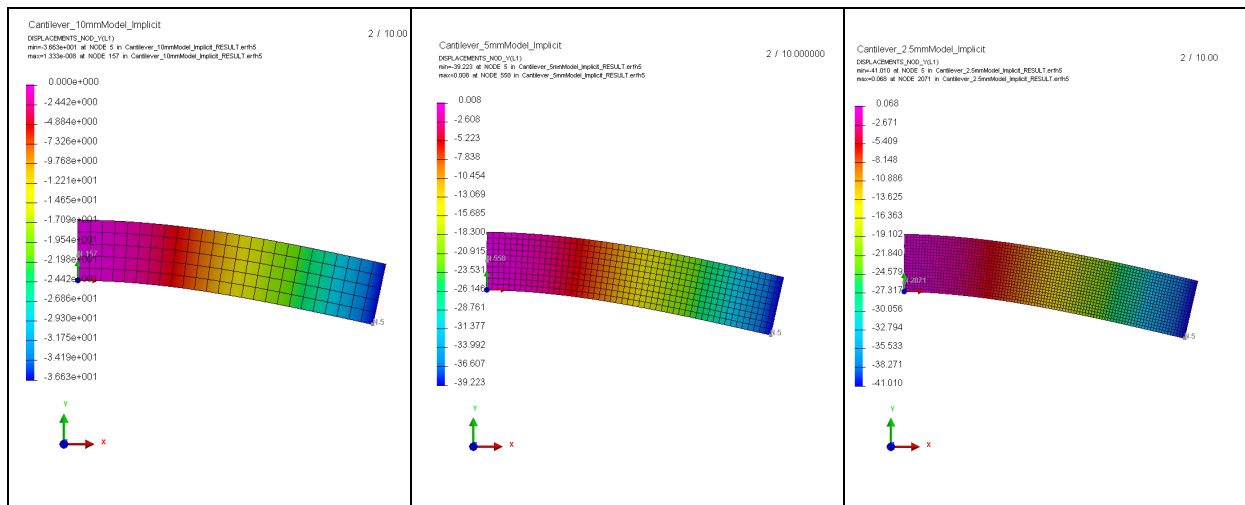 Cantilever_10mmModel_Implicit
DISPLACEMENTS_NOD_Y(L1)
min=-3.663e+001 at NODE 5 in Cantilever_10mmModel_Implicit_RESULT.erfh5
max=1.333e-008 at NODE 157 in Cantilever_10mmModel_Implicit_RESULT.erfh5
2 / 10.00
0.000e+000
-2.442e+000
-4.884e+000
-7.326e+000
-9.768e+000
-1.221e+001
-1.465e+001
-1.709e+001
-1.954e+001
-2.198e+001
-2.442e+001
-2.686e+001
-2.930e+001
-3.175e+001
-3.419e+001
-3.663e+001
N.157
N.5
Y
X
Cantilever_5mmModel_Implicit
DISPLACEMENTS_NOD_Y(L1)
min=-39.223 at NODE 5 in Cantilever_5mmModel_Implicit_RESULT.erfh5
max=0.008 at NODE 558 in Cantilever_5mmModel_Implicit_RESULT.erfh5
2 / 10.000000
0.008
-2.608
-5.223
-7.838
-10.454
-13.069
-15.685
-18.300
-20.915
-23.531
-26.146
-28.761
-31.377
-33.992
-36.607
-39.223
N.558
N.5
Y
X
Cantilever_2.5mmModel_Implicit
DISPLACEMENTS_NOD_Y(L1)
min=-41.010 at NODE 5 in Cantilever_2.5mmModel_Implicit_RESULT.erfh5
max=0.068 at NODE 2071 in Cantilever_2.5mmModel_Implicit_RESULT.erfh5
2 / 10.00
0.068
-2.671
-5.409
-8.148
-10.886
-13.625
-16.363
-19.102
-21.840
-24.579
-27.317
-30.056
-32.794
-35.533
-38.271
-41.010
N.2071
N.5
Y
X